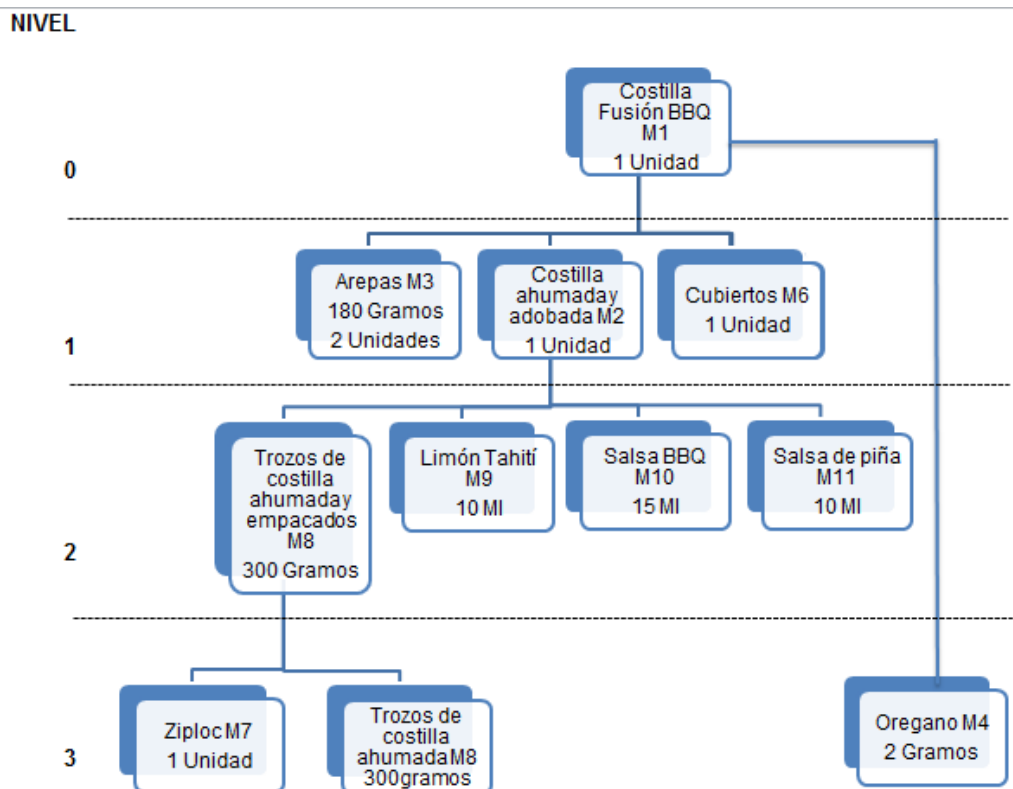 NIVEL
Costilla
Fusión BBQ
M1
1 Unidad
0
Arepas M3
180 Gramos
2 Unidades
Costilla
ahumaday
adobada M2
1 Unidad
Cubiertos M6
1 Unidad
1
Trozos de
costilla
ahumaday
empacados
M8
300 Gramos
Limón Tahití
M9
10 Ml
Salsa BBQ
M10
15 Ml
Salsa de piña
M11
10 Ml
2
Ziploc M7
1 Unidad
Trozos de
costilla
ahumadaM8
300gramos
Oregano M4
2 Gramos
3